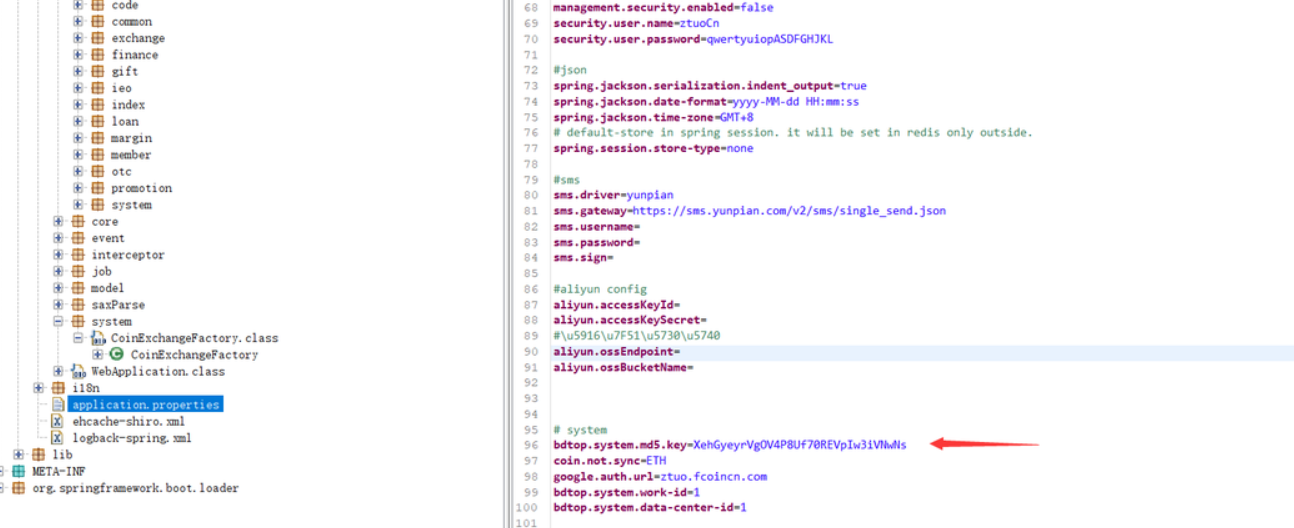 code
common
exchange
finance
gift
ieo
index
loan
margin
member
otc
promotion
system
core
event
interceptor
job
model
saxParse
system
CoinExchangeFactory.class
CoinExchangeFactory
WebApplication.class
i18n
application.properties
ehcache-shiro.xml
logback-spring.xml
lib
META-INF
org.springframework.boot.loader
68 management.security.enabled=false
69 security.user.name=ztuoCn
70 security.user.password=qwertyuiopASDFGHJKL
71
72 #json
73 spring.jackson.serialization.indent_output=true
74 spring.jackson.date-format=yyyy-MM-dd HH:mm:ss
75 spring.jackson.time-zone=GMT+8
76 # default-store in spring session. it will be set in redis only outside.
77 spring.session.store-type=none
78
79 #sms
80 sms.driver=yunpian
81 sms.gateway=https://sms.yunpian.com/v2/sms/single_send.json
82 sms.username=
83 sms.password=
84 sms.sign=
85
86 #aliyun config
87 aliyun.accessKeyId=
88 aliyun.accessKeySecret=
89 #\u5916\u7F51\u5730\u5740
90 aliyun.ossEndpoint=
91 aliyun.ossBucketName=
92
93
94
95 # system
96 bdtop.system.md5.key=XehGyeyrVgOV4P8Uf70REVpIw3iVNwNs
97 coin.not.sync=ETH
98 google.auth.url=ztuo.fcoincn.com
99 bdtop.system.work-id=1
100 bdtop.system.data-center-id=1
101